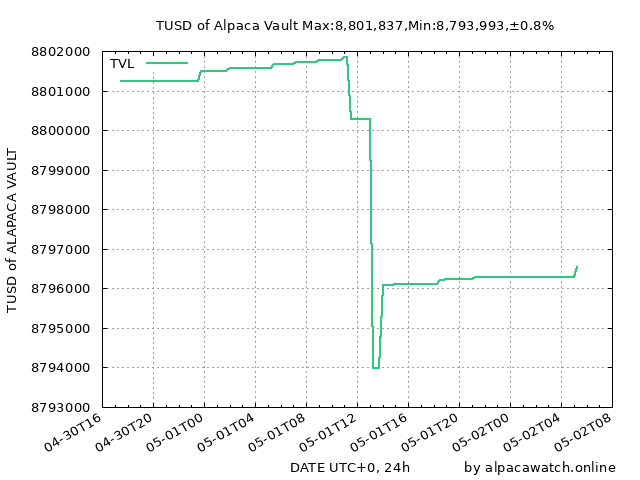 TUSD of Alpaca Vault Max:8,801,837,Min:8,793,993,±0.8%
TVL
8802000
8801000
8800000
8799000
8798000
8797000
8796000
8795000
8794000
8793000
TUSD of ALAPACA VAULT
04-30T16
04-30T20
05-01T00
05-01T04
05-01T08
05-01T12
05-01T16
05-01T20
05-02T00
05-02T04
05-02T08
DATE UTC+0, 24h
by alpacawatch.online